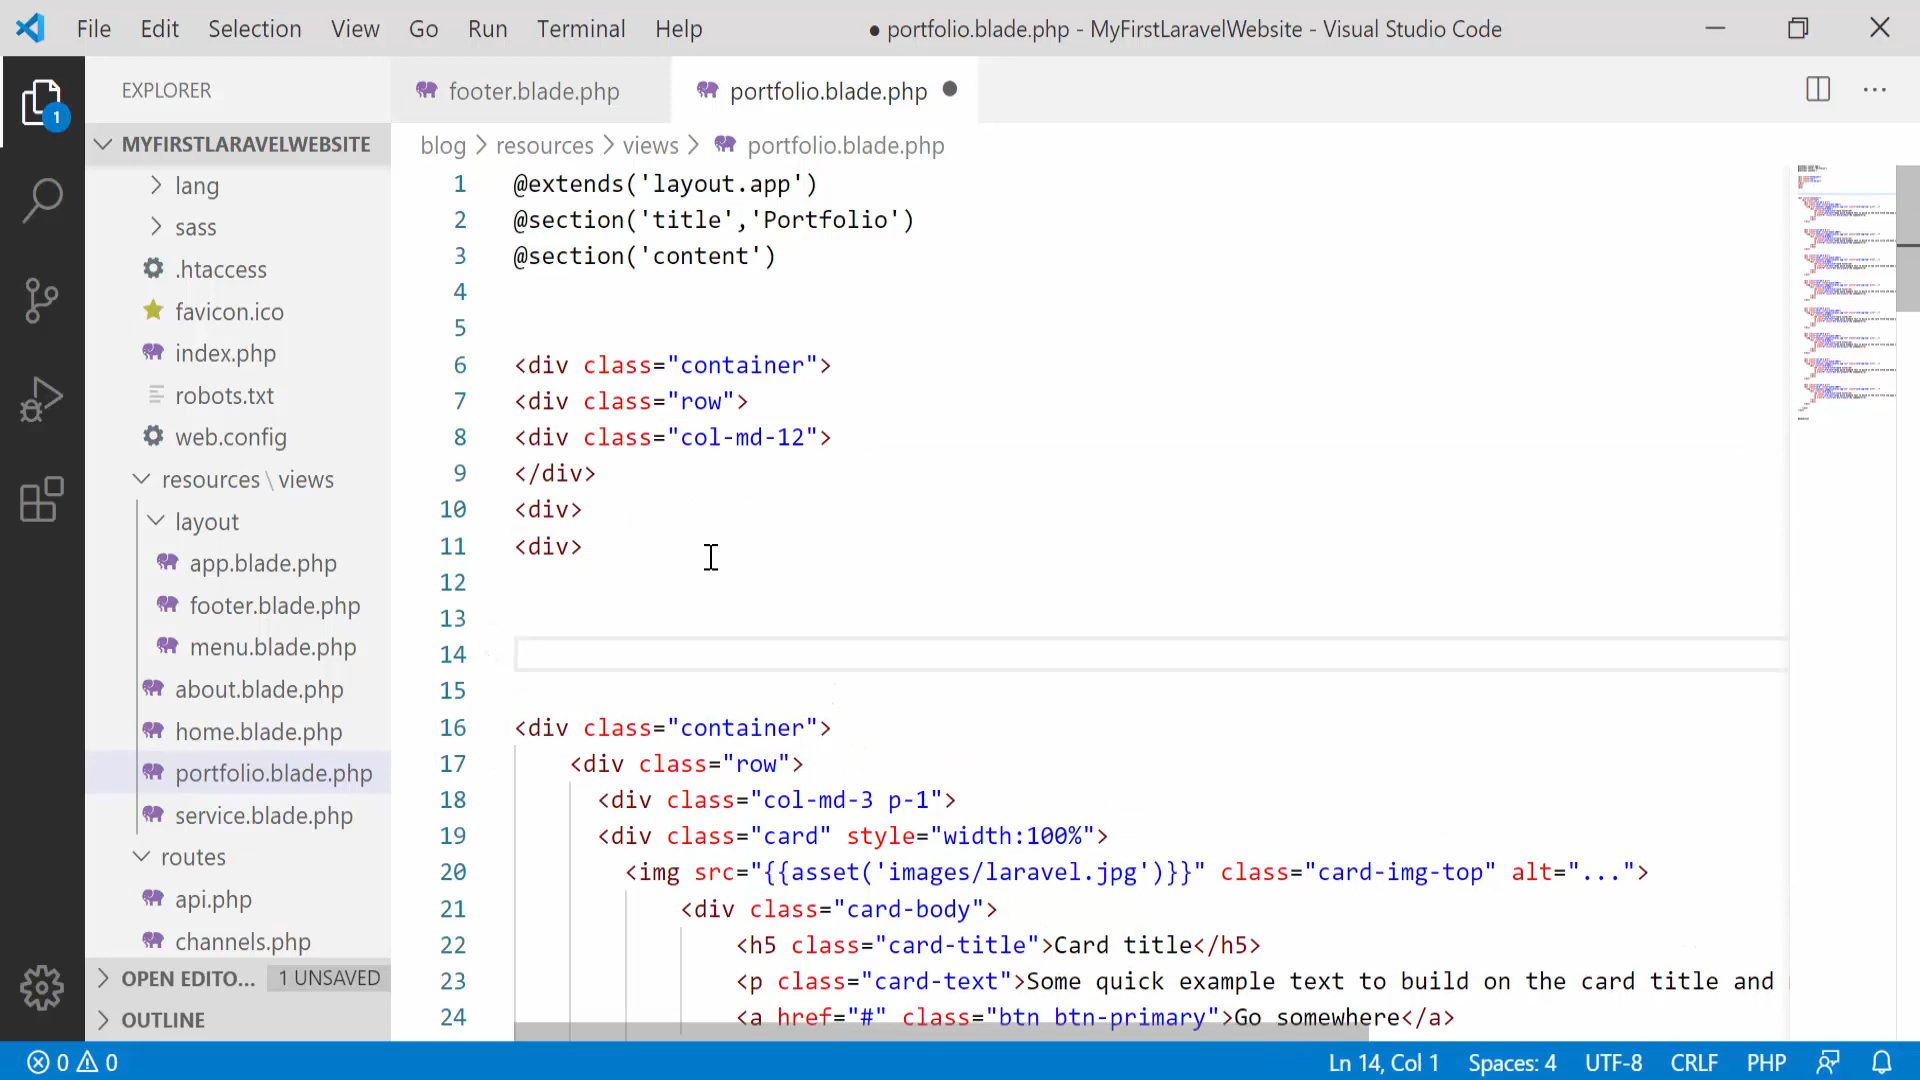 File Edit Selection View Go Run Terminal Help
● portfolio.blade.php - MyFirstLaravelWebsite - Visual Studio Code
1
EXPLORER
MYFIRSTLARAVELWEBSITE
lang
sass
.htaccess
favicon.ico
index.php
robots.txt
web.config
resources \ views
layout
app.blade.php
footer.blade.php
menu.blade.php
about.blade.php
home.blade.php
portfolio.blade.php
service.blade.php
routes
api.php
channels.php
OPEN EDITO... 1 UNSAVED
OUTLINE
footer.blade.php portfolio.blade.php
blog > resources > views > portfolio.blade.php
1 @extends('layout.app')
2 @section('title','Portfolio')
3 @section('content')
4
5
6 <div class="container">
7 <div class="row">
8 <div class="col-md-12">
9 </div>
10 <div>
11 <div>
12
13
14
15
16 <div class="container">
17 <div class="row">
18 <div class="col-md-3 p-1">
19 <div class="card" style="width:100%">
20 <img src="{{asset('images/laravel.jpg')}}" class="card-img-top" alt="...">
21 <div class="card-body">
22 <h5 class="card-title">Card title</h5>
23 <p class="card-text">Some quick example text to build on the card title and
24 <a href="#" class="btn btn-primary">Go somewhere</a>
0 0 Ln 14, Col 1 Spaces: 4 UTF-8 CRLF PHP